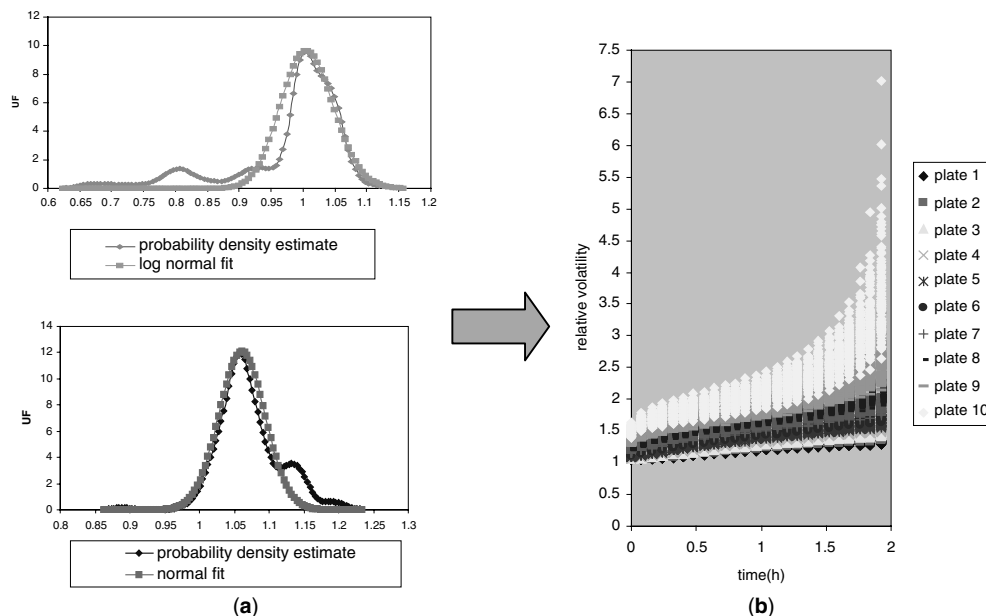 12
10
8
6
4
2
0
UF
0.6 0.65 0.7 0.75 0.8 0.85 0.9 0.95 1 1.05 1.1 1.15 1.2
probability density estimate
log normal fit
14
12
10
8
6
4
2
0
UF
0.8 0.85 0.9 0.95 1 1.05 1.1 1.15 1.2 1.25 1.3
probability density estimate
normal fit
(a)
7.5
7
6.5
6
5.5
5
4.5
4
3.5
3
2.5
2
1.5
1
0.5
0
relative volatility
0 0.5 1 1.5 2
time(h)
plate 1
plate 2
plate 3
plate 4
plate 5
plate 6
plate 7
plate 8
plate 9
plate 10
(b)